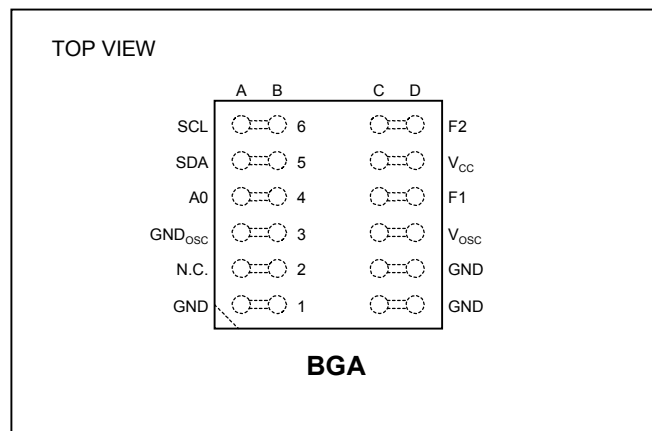 TOP VIEW
A B C D
SCL 6 F2
SDA 5 VCC
A0 4 F1
GNDOSC 3 VOSC
N.C. 2 GND
GND 1 GND
BGA